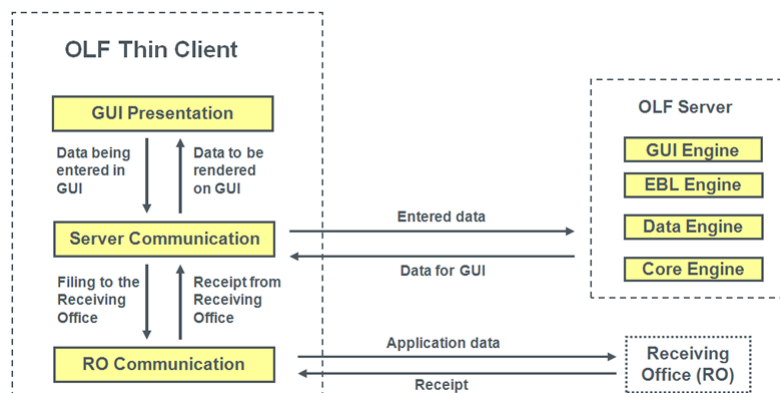 OLF Thin Client
GUI Presentation
Data being
entered in
GUI
Data to be
rendered
on GUI
Server Communication
Filing to the
Receiving
Office
Receipt from
Receiving
Office
RO Communication
Entered data
Data for GUI
Application data
Receipt
OLF Server
GUI Engine
EBL Engine
Data Engine
Core Engine
Receiving
Office (RO)